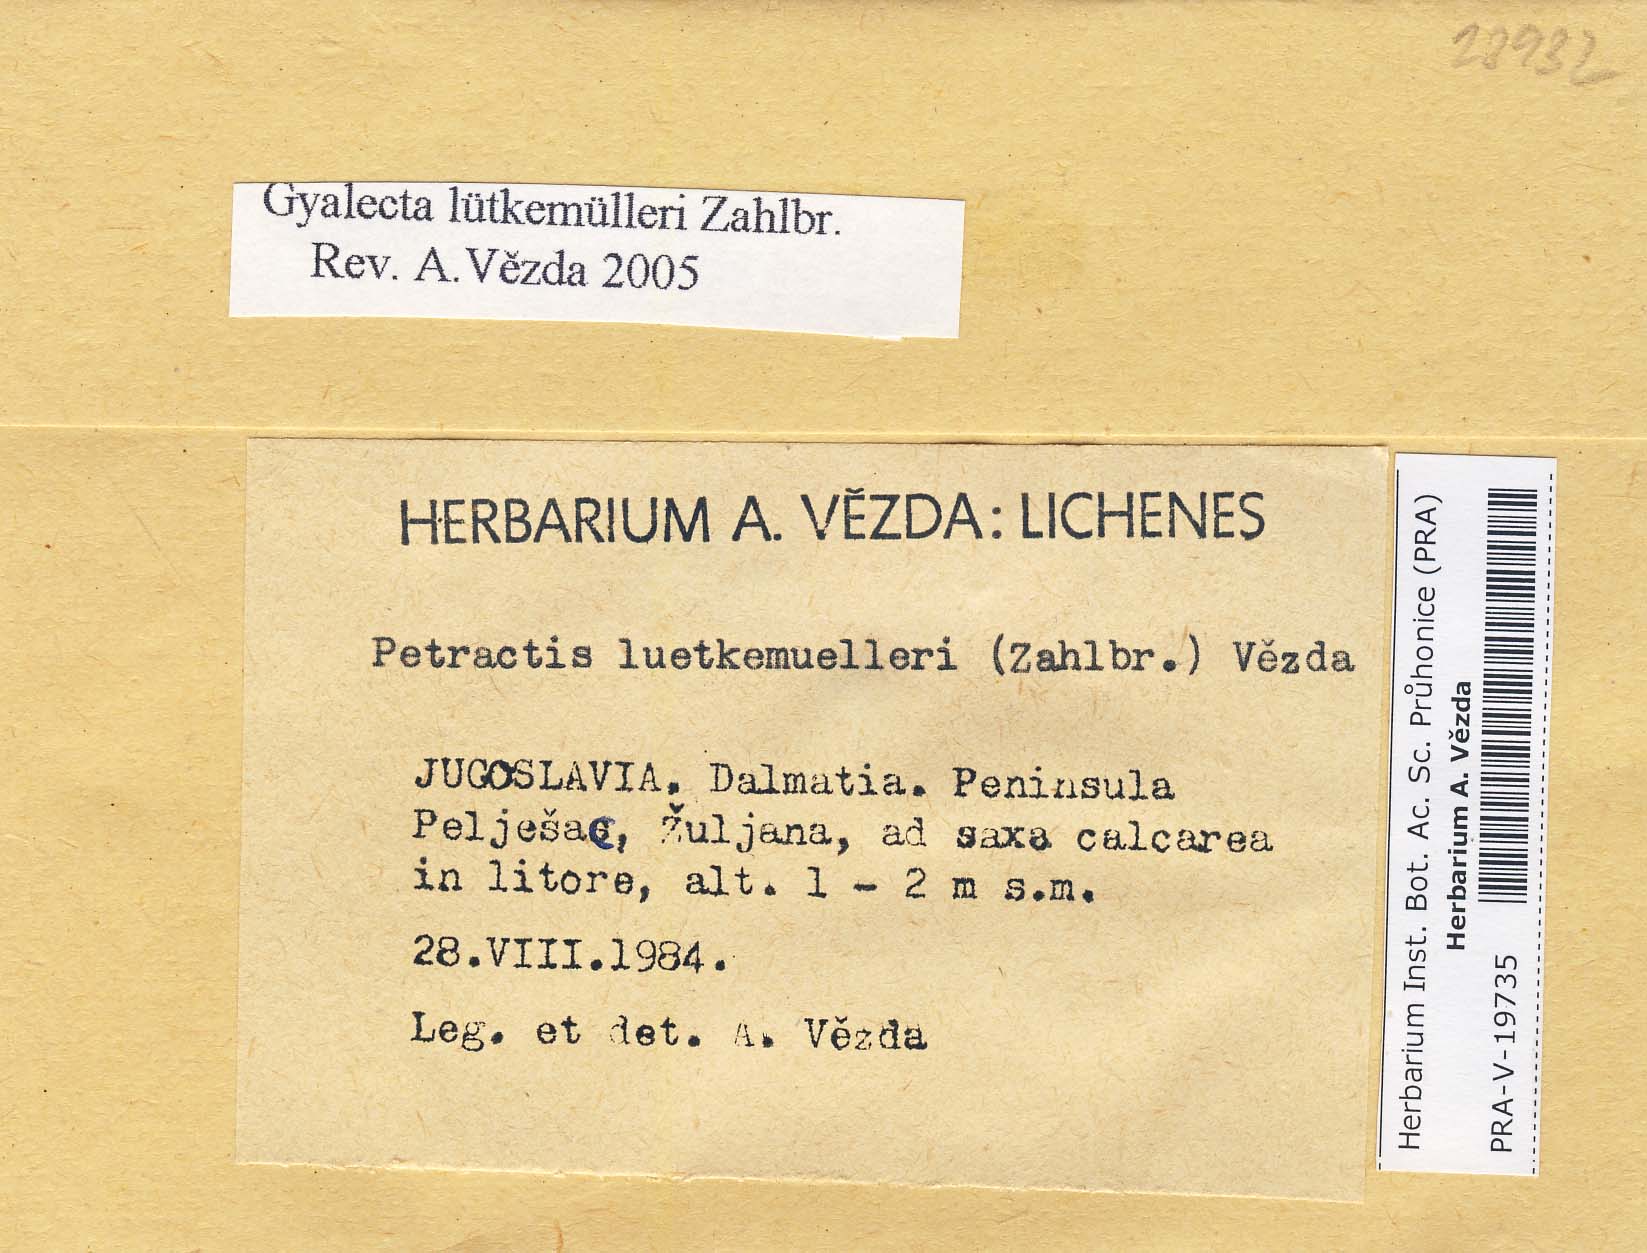 28932
Gyalecta lütkemülleri Zahlbr.
Rev. A. Vězda 2005
HERBARIUM A. VĚZDA: LICHENES
Petractis luetkemuelleri (Zahlbr.) Vězda
JUGOSLAVIA. Dalmatia. Peninsula
Pelješac, Žuljana, ad saxa calcarea
in litore, alt. 1 - 2 m s.m.
28.VIII.1984.
Leg. et det. A. Vězda
Herbarium Inst. Bot. Ac. Sc. Průhonice (PRA)
Herbarium A. Vězda
PRA-V-19735